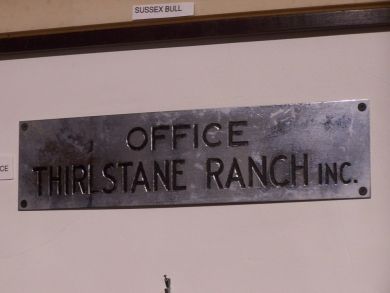 SUSSEX BULL
OFFICE
THIRLSTANE RANCH INC.